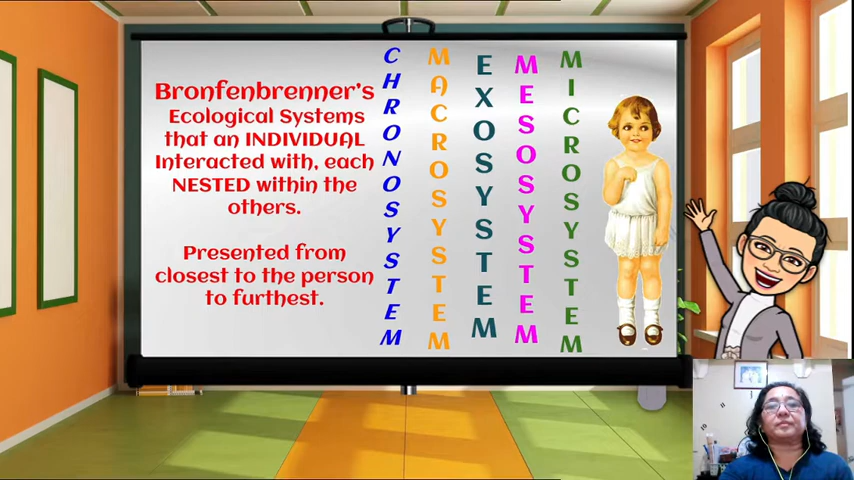 Bronfenbrenner's
Ecological Systems
that an INDIVIDUAL
Interacted with, each
NESTED within the
others.
Presented from
closest to the person
to furthest.
CHRONOSYSTEM
MACROSYSTEM
EXOSYSTEM
MESOSYSTEM
MICROSYSTEM